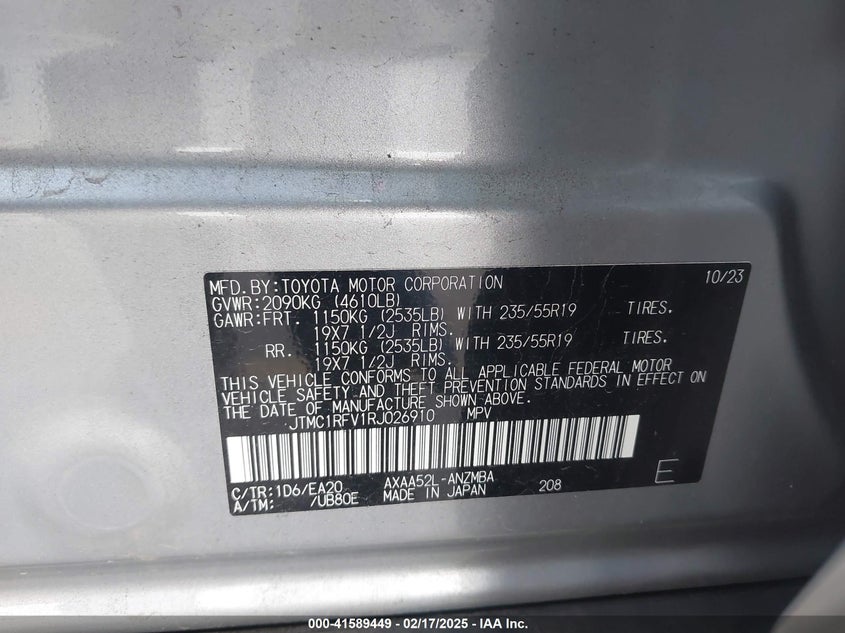 MFD. BY: TOYOTA MOTOR CORPORATION 10/23
GVWR: 2090KG (4610LB)
GAWR: FRT. 1150KG (2535LB) WITH 235/55R19 TIRES.
19X7 1/2J RIMS.
RR. 1150KG (2535LB) WITH 235/55R19 TIRES.
19X7 1/2J RIMS.
THIS VEHICLE CONFORMS TO ALL APPLICABLE FEDERAL MOTOR
VEHICLE SAFETY AND THEFT PREVENTION STANDARDS IN EFFECT ON
THE DATE OF MANUFACTURE SHOWN ABOVE.
JTMC1RFV1RJ026910 MPV
C/TR: 1D6/EA20 AXAA52L-ANZMBA 208 E
A/TM: /UB80E MADE IN JAPAN
000-41589449 - 02/17/2025 - IAA Inc.